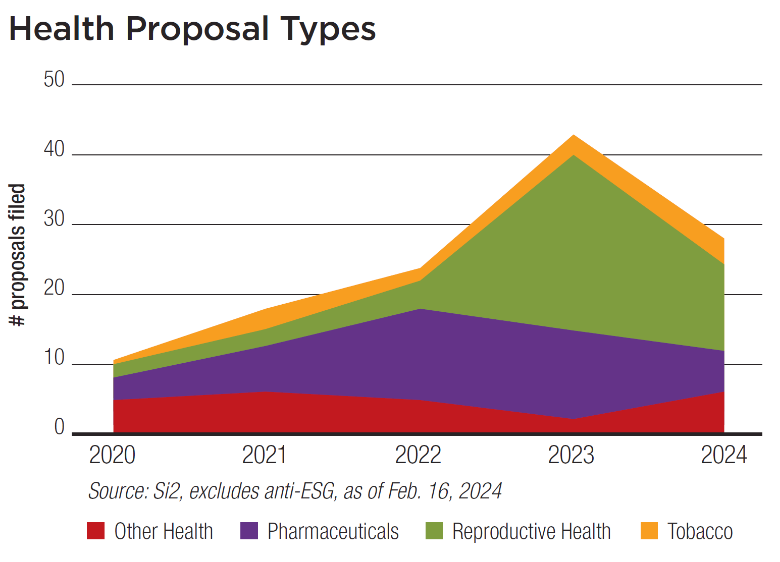 Health Proposal Types
# proposals filed
50
40
30
20
10
0
2020 2021 2022 2023 2024
Source: Si2, excludes anti-ESG, as of Feb. 16, 2024
Other Health Pharmaceuticals Reproductive Health Tobacco